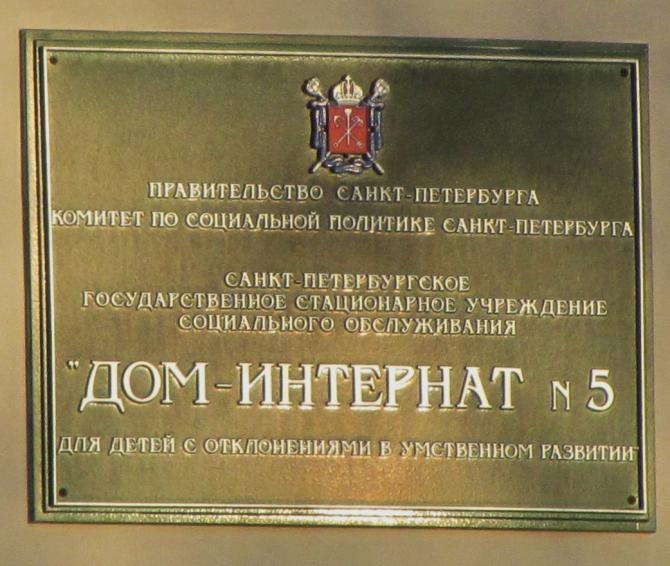 ПРАВИТЕЛЬСТВО САНКТ-ПЕТЕРБУРГА
КОМИТЕТ ПО СОЦИАЛЬНОЙ ПОЛИТИКЕ САНКТ-ПЕТЕРБУРГА
САНКТ-ПЕТЕРБУРГСКОЕ
ГОСУДАРСТВЕННОЕ СТАЦИОНАРНОЕ УЧРЕЖДЕНИЕ
СОЦИАЛЬНОГО ОБСЛУЖИВАНИЯ
"ДОМ-ИНТЕРНАТ N 5
ДЛЯ ДЕТЕЙ С ОТКЛОНЕНИЯМИ В УМСТВЕННОМ РАЗВИТИИ"